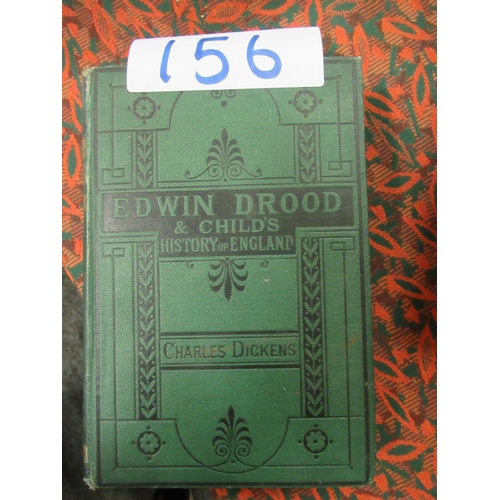 156
EDWIN DROOD
& CHILD'S
HISTORY OF ENGLAND
CHARLES DICKENS